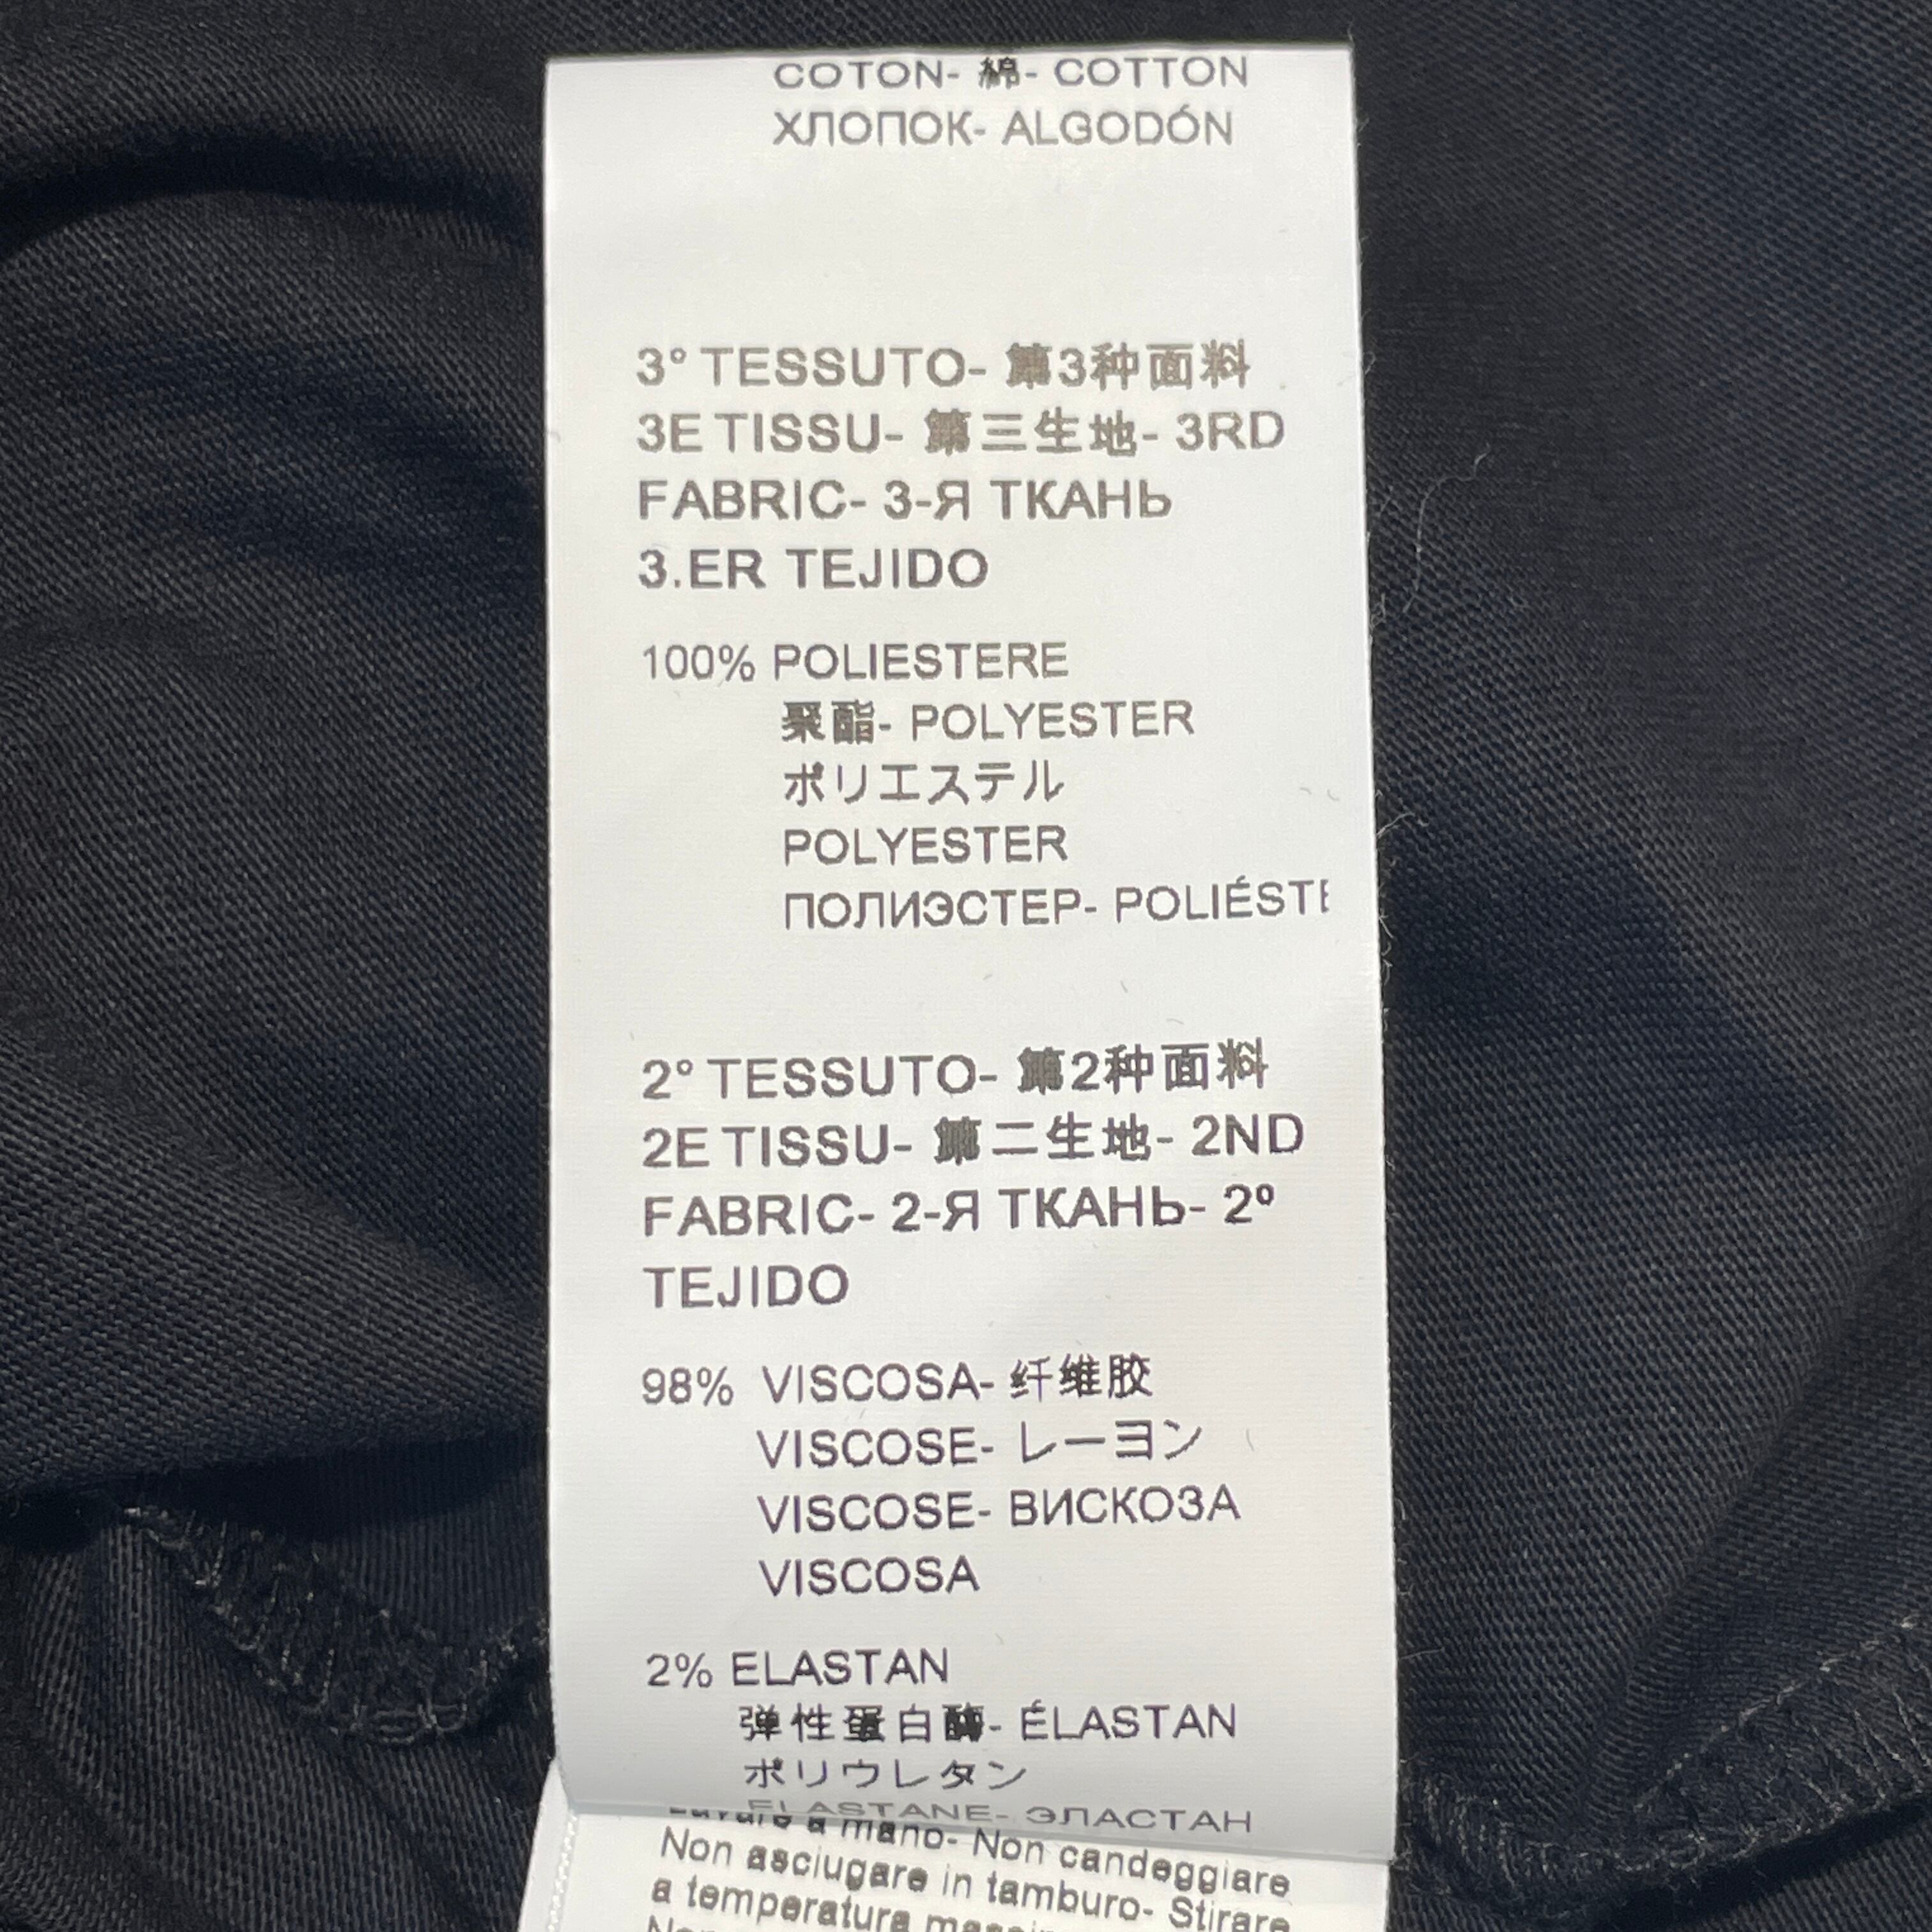 COTON- 綿- COTTON
ХЛОПОК- ALGODÓN
3° TESSUTO- 第3种面料
3E TISSU- 第三生地- 3RD
FABRIC- 3-Я ТКАНЬ
3.ER TEJIDO
100% POLIESTERE
聚酯- POLYESTER
ポリエステル
POLYESTER
ПОЛИЭСТЕР- POLIÉSTE
2° TESSUTO- 第2种面料
2E TISSU- 第二生地- 2ND
FABRIC- 2-Я ТКАНЬ- 2º
TEJIDO
98% VISCOSA- 纤维胶
VISCOSE- レーヨン
VISCOSE- ВИСКОЗА
VISCOSA
2% ELASTAN
弹性蛋白酶- ÉLASTAN
ポリウレタン
ELASTANE- ЭЛАСТАН
a mano- Non candeggiare
Non asciugare in tamburo- Stirare
a temperatura